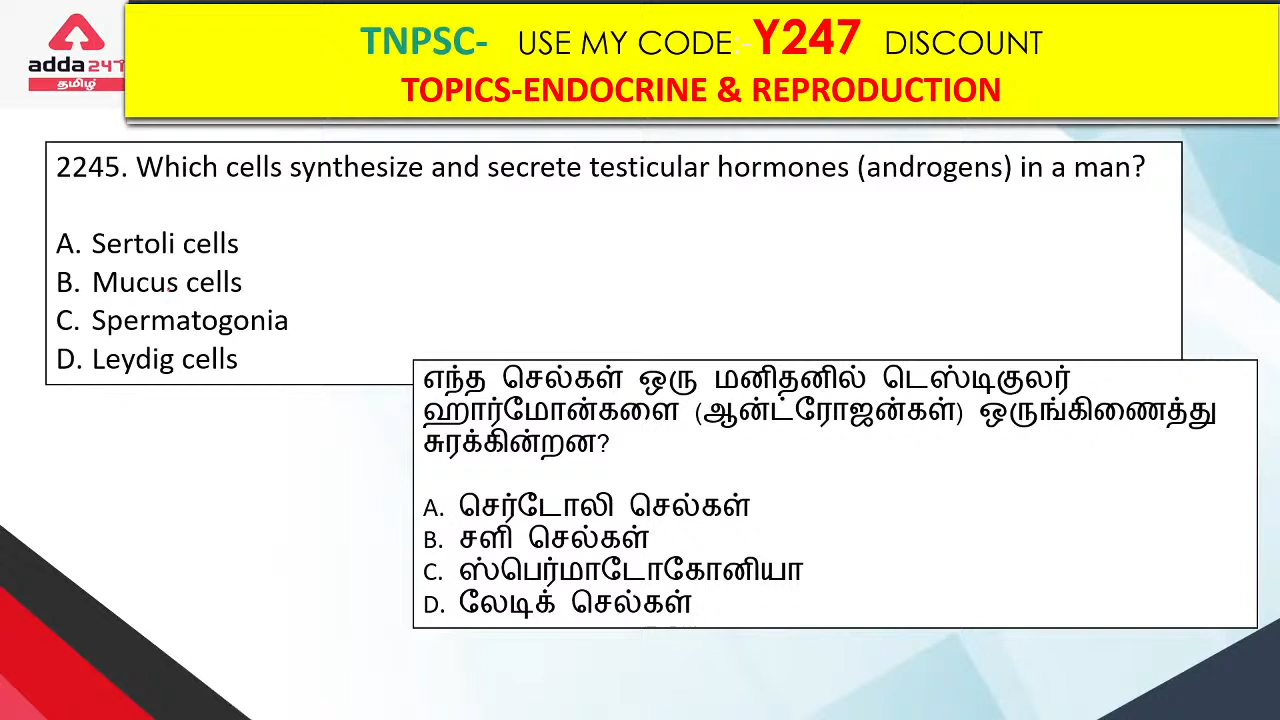 adda247
தமிழ்
TNPSC- USE MY CODE:-Y247 DISCOUNT
TOPICS-ENDOCRINE & REPRODUCTION
2245. Which cells synthesize and secrete testicular hormones (androgens) in a man?
A. Sertoli cells
B. Mucus cells
C. Spermatogonia
D. Leydig cells
எந்த செல்கள் ஒரு மனிதனில் டெஸ்டிகுலர்
ஹார்மோன்களை (ஆன்ட்ரோஜன்கள்) ஒருங்கிணைத்து
சுரக்கின்றன?
A. செர்டோலி செல்கள்
B. சளி செல்கள்
C. ஸ்பெர்மாடோகோனியா
D. லேடிக் செல்கள்